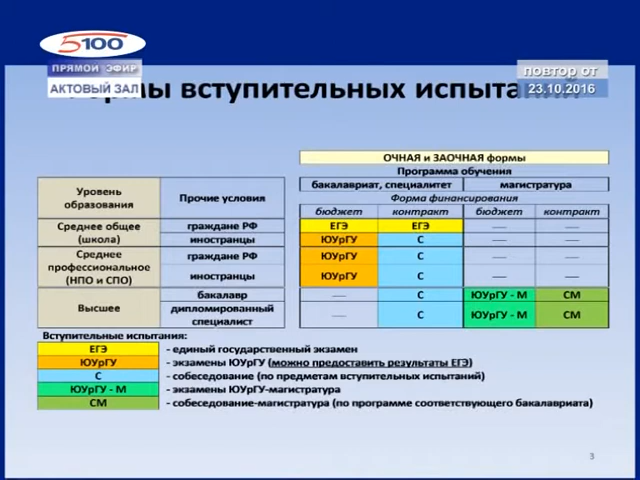 5100
ПРЯМОЙ ЭФИР
АКТОВЫЙ ЗАЛ
повтор от
23.10.2016
вступительных
ОЧНАЯ и ЗАОЧНАЯ формы
Программа обучения
бакалавриат, специалитет магистратура
Форма финансирования
бюджет контракт бюджет контракт
Уровень образования Прочие условия
Среднее общее (школа) граждане РФ ЕГЭ ЕГЭ — —
иностранцы ЮУрГУ С — —
Среднее профессиональное (НПО и СПО) граждане РФ ЮУрГУ С — —
иностранцы ЮУрГУ С — —
Высшее бакалавр — С ЮУрГУ - М СМ
дипломированный специалист — С ЮУрГУ - М СМ
Вступительные испытания:
ЕГЭ - единый государственный экзамен
ЮУрГУ - экзамены ЮУрГУ (можно предоставить результаты ЕГЭ)
С - собеседование (по предметам вступительных испытаний)
ЮУрГУ - М - экзамены ЮУрГУ-магистратура
СМ - собеседование-магистратура (по программе соответствующего бакалавриата)
3